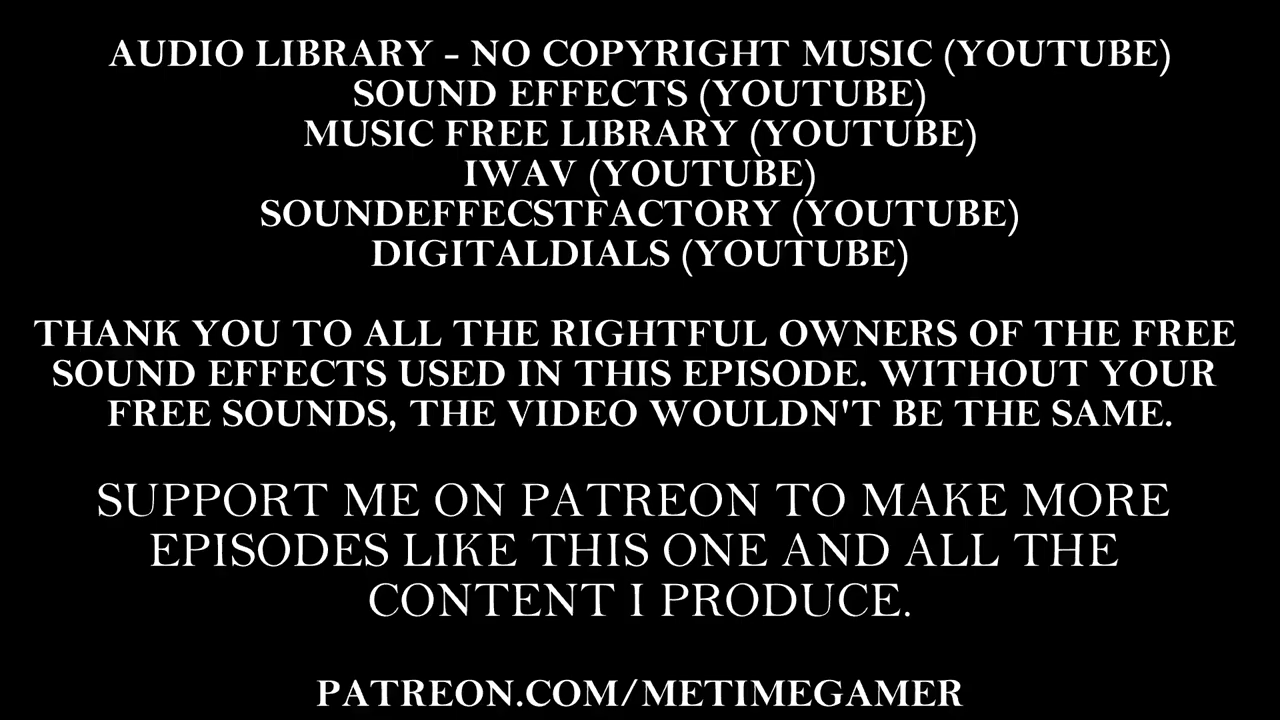 AUDIO LIBRARY - NO COPYRIGHT MUSIC (YOUTUBE)
SOUND EFFECTS (YOUTUBE)
MUSIC FREE LIBRARY (YOUTUBE)
IWAV (YOUTUBE)
SOUNDEFFECSTFACTORY (YOUTUBE)
DIGITALDIALS (YOUTUBE)
THANK YOU TO ALL THE RIGHTFUL OWNERS OF THE FREE
SOUND EFFECTS USED IN THIS EPISODE. WITHOUT YOUR
FREE SOUNDS, THE VIDEO WOULDN'T BE THE SAME.
SUPPORT ME ON PATREON TO MAKE MORE
EPISODES LIKE THIS ONE AND ALL THE
CONTENT I PRODUCE.
PATREON.COM/METIMEGAMER